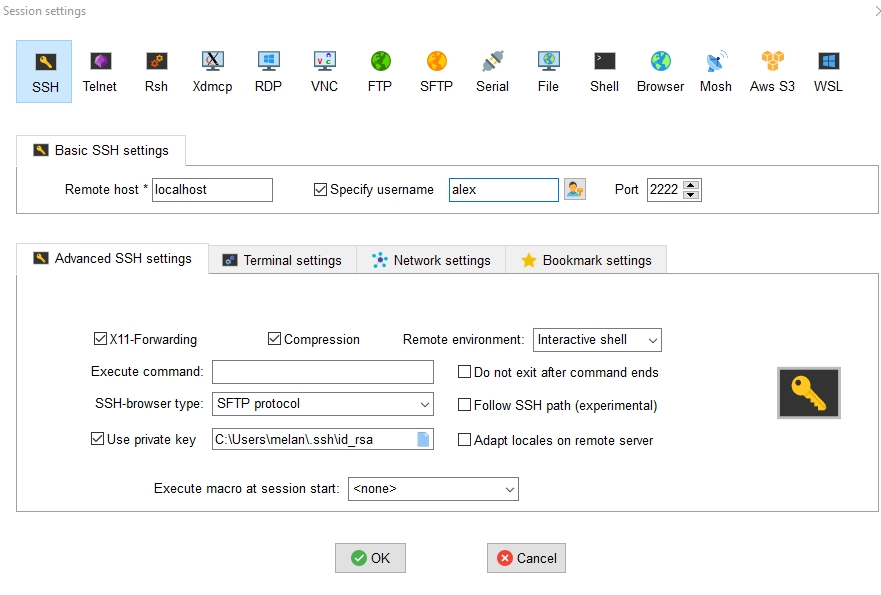 Session settings
SSH Telnet Rsh Xdmcp RDP VNC FTP SFTP Serial File Shell Browser Mosh Aws S3 WSL
Basic SSH settings
Remote host * localhost Specify username alex Port 2222
Advanced SSH settings Terminal settings Network settings Bookmark settings
X11-Forwarding Compression Remote environment: Interactive shell
Execute command: Do not exit after command ends
SSH-browser type: SFTP protocol Follow SSH path (experimental)
Use private key C:\Users\melan\.ssh\id_rsa Adapt locales on remote server
Execute macro at session start: <none>
OK Cancel